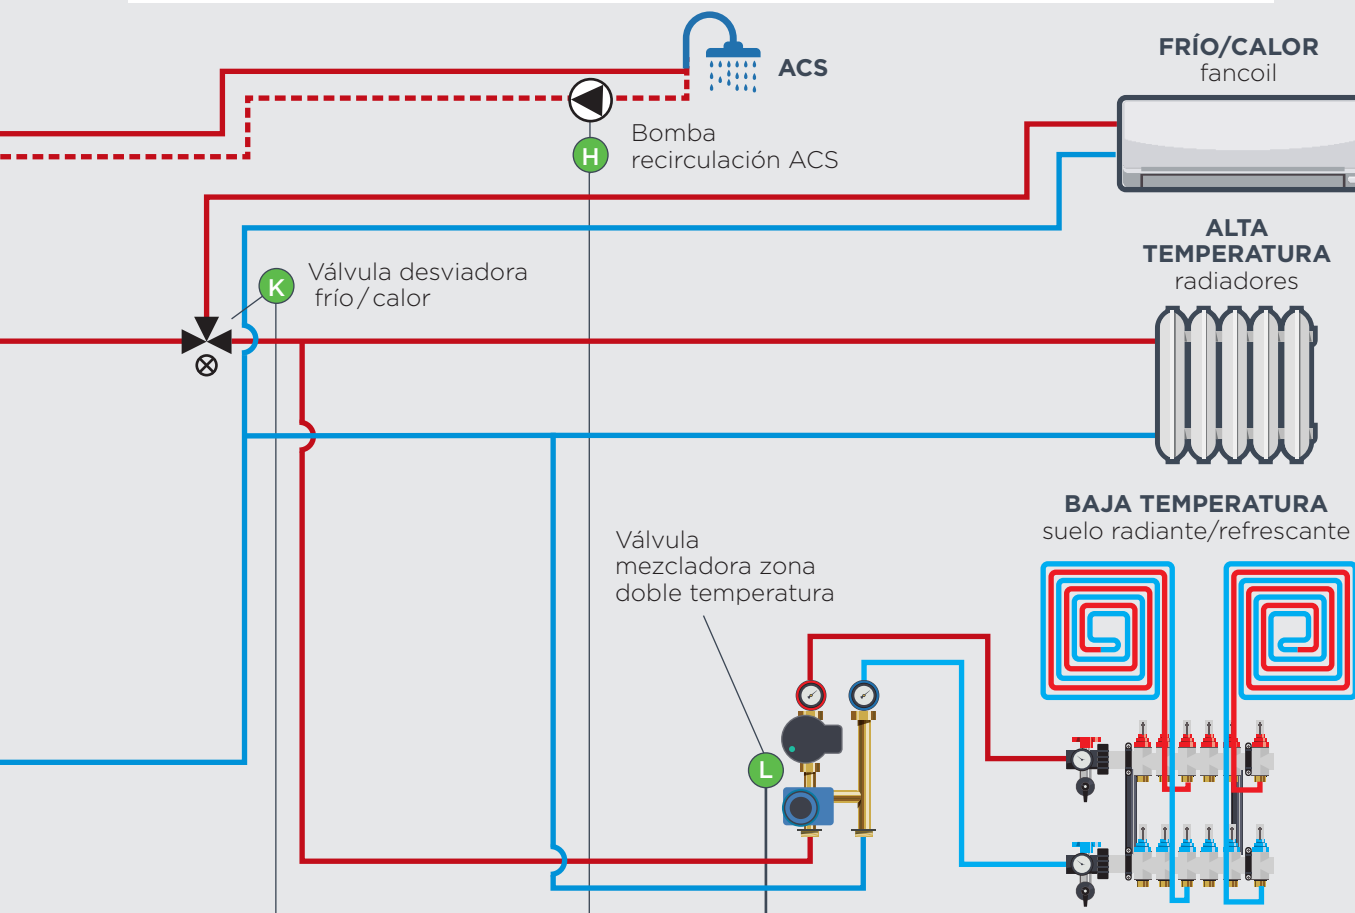 ACS
FRÍO/CALOR
fancoil
Bomba
recirculación ACS
H
ALTA
TEMPERATURA
radiadores
Válvula desviadora
frío/calor
K
BAJA TEMPERATURA
suelo radiante/refrescante
Válvula
mezcladora zona
doble temperatura
L